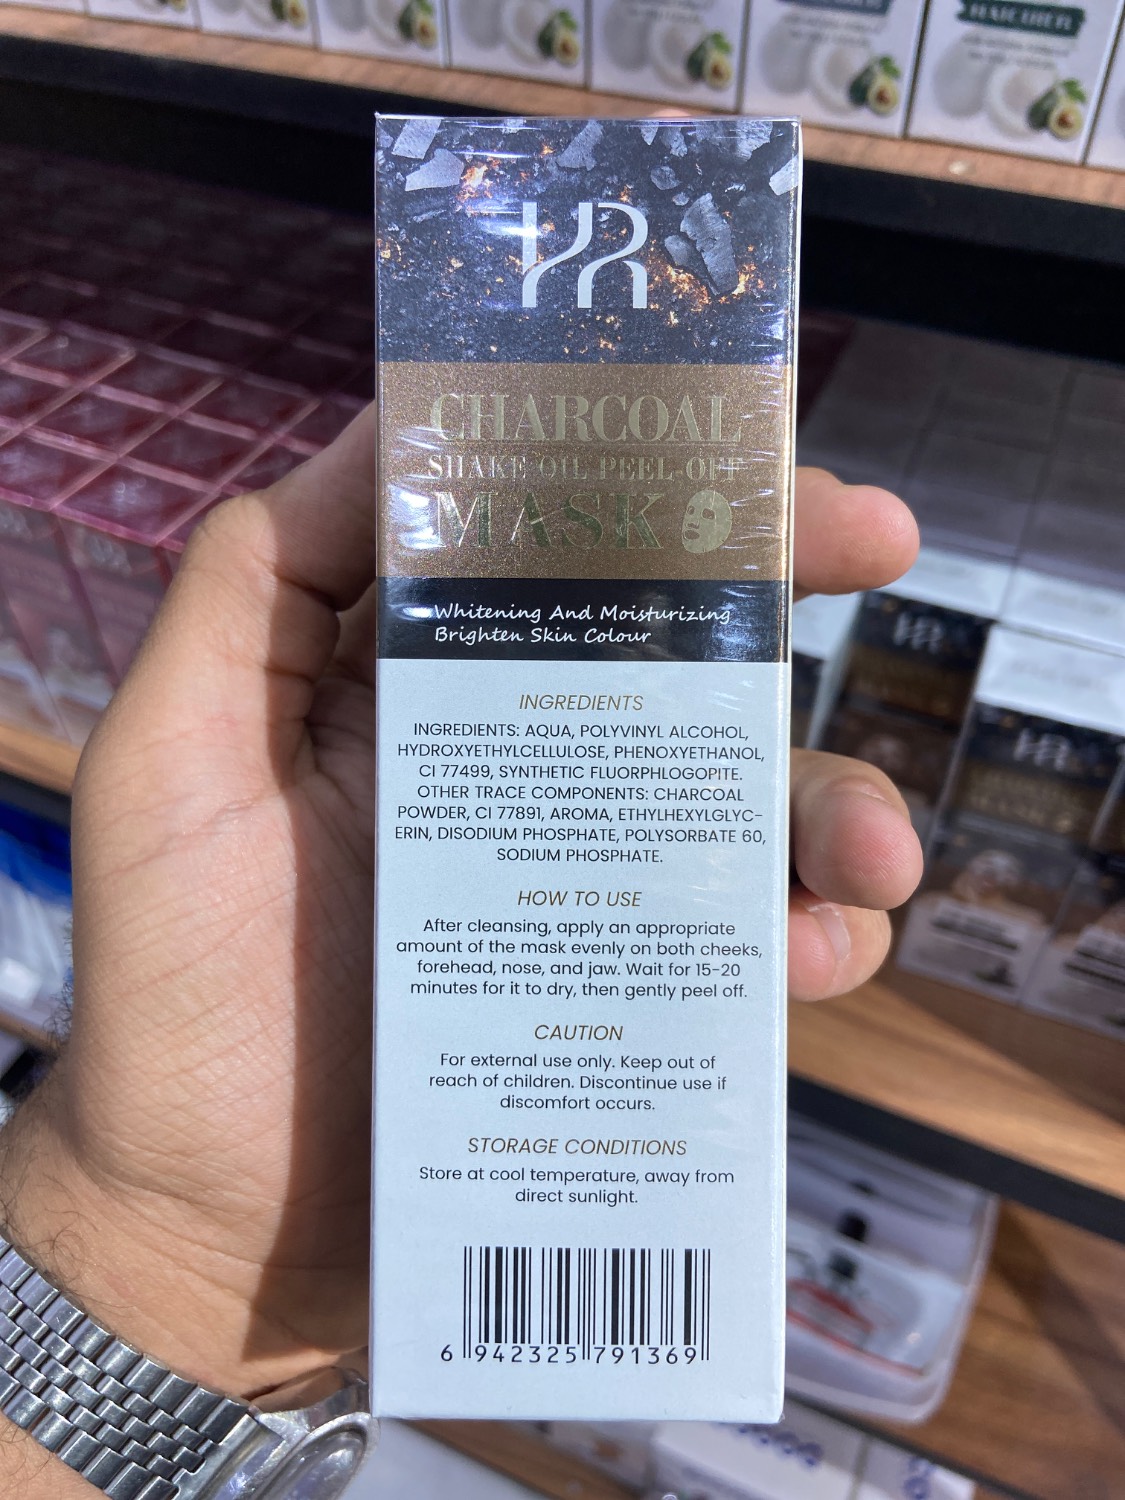 HAICHIER
CHARCOAL
SHAKE OIL PEEL-OFF
MASK
Whitening And Moisturizing
Brighten Skin Colour
INGREDIENTS
INGREDIENTS: AQUA, POLYVINYL ALCOHOL,
HYDROXYETHYLCELLULOSE, PHENOXYETHANOL,
CI 77499, SYNTHETIC FLUORPHLOGOPITE.
OTHER TRACE COMPONENTS: CHARCOAL
POWDER, CI 77891, AROMA, ETHYLHEXYLGLYC-
ERIN, DISODIUM PHOSPHATE, POLYSORBATE 60,
SODIUM PHOSPHATE.
HOW TO USE
After cleansing, apply an appropriate
amount of the mask evenly on both cheeks,
forehead, nose, and jaw. Wait for 15-20
minutes for it to dry, then gently peel off.
CAUTION
For external use only. Keep out of
reach of children. Discontinue use if
discomfort occurs.
STORAGE CONDITIONS
Store at cool temperature, away from
direct sunlight.
6 942325 791369